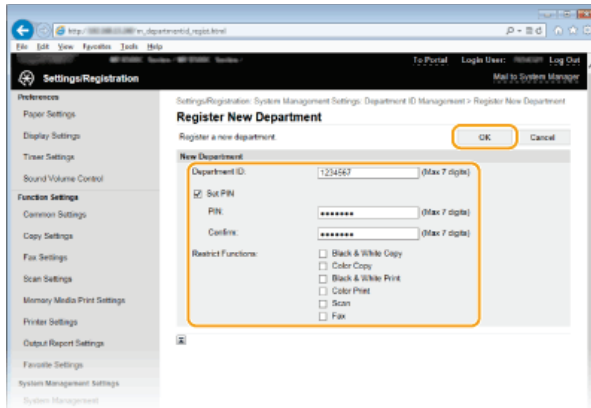 http://
m_departmentid_regist.html
File Edit View Favorites Tools Help
To Portal Login User: Log Out
Settings/Registration
Mail to System Manager
Preferences
Paper Settings
Display Settings
Timer Settings
Sound Volume Control
Function Settings
Common Settings
Copy Settings
Fax Settings
Scan Settings
Memory Media Print Settings
Printer Settings
Output Report Settings
Favorite Settings
System Management Settings
System Management
Settings/Registration: System Management Settings: Department ID Management > Register New Department
Register New Department
Register a new department.
OK Cancel
New Department
Department ID: 1234567 (Max 7 digits)
Set PIN
PIN: ••••••• (Max 7 digits)
Confirm: ••••••• (Max 7 digits)
Restrict Functions: Black & White Copy
Color Copy
Black & White Print
Color Print
Scan
Fax